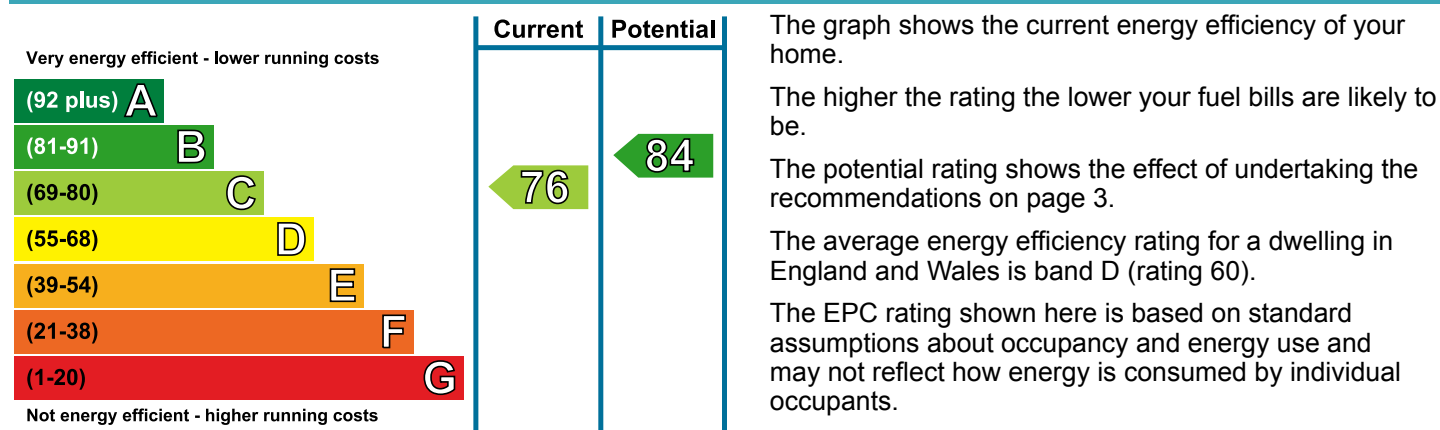 Current Potential
Very energy efficient - lower running costs
(92 plus) A
(81-91) B
(69-80) C
(55-68) D
(39-54) E
(21-38) F
(1-20) G
Not energy efficient - higher running costs
76
84
The graph shows the current energy efficiency of your
home.
The higher the rating the lower your fuel bills are likely to
be.
The potential rating shows the effect of undertaking the
recommendations on page 3.
The average energy efficiency rating for a dwelling in
England and Wales is band D (rating 60).
The EPC rating shown here is based on standard
assumptions about occupancy and energy use and
may not reflect how energy is consumed by individual
occupants.